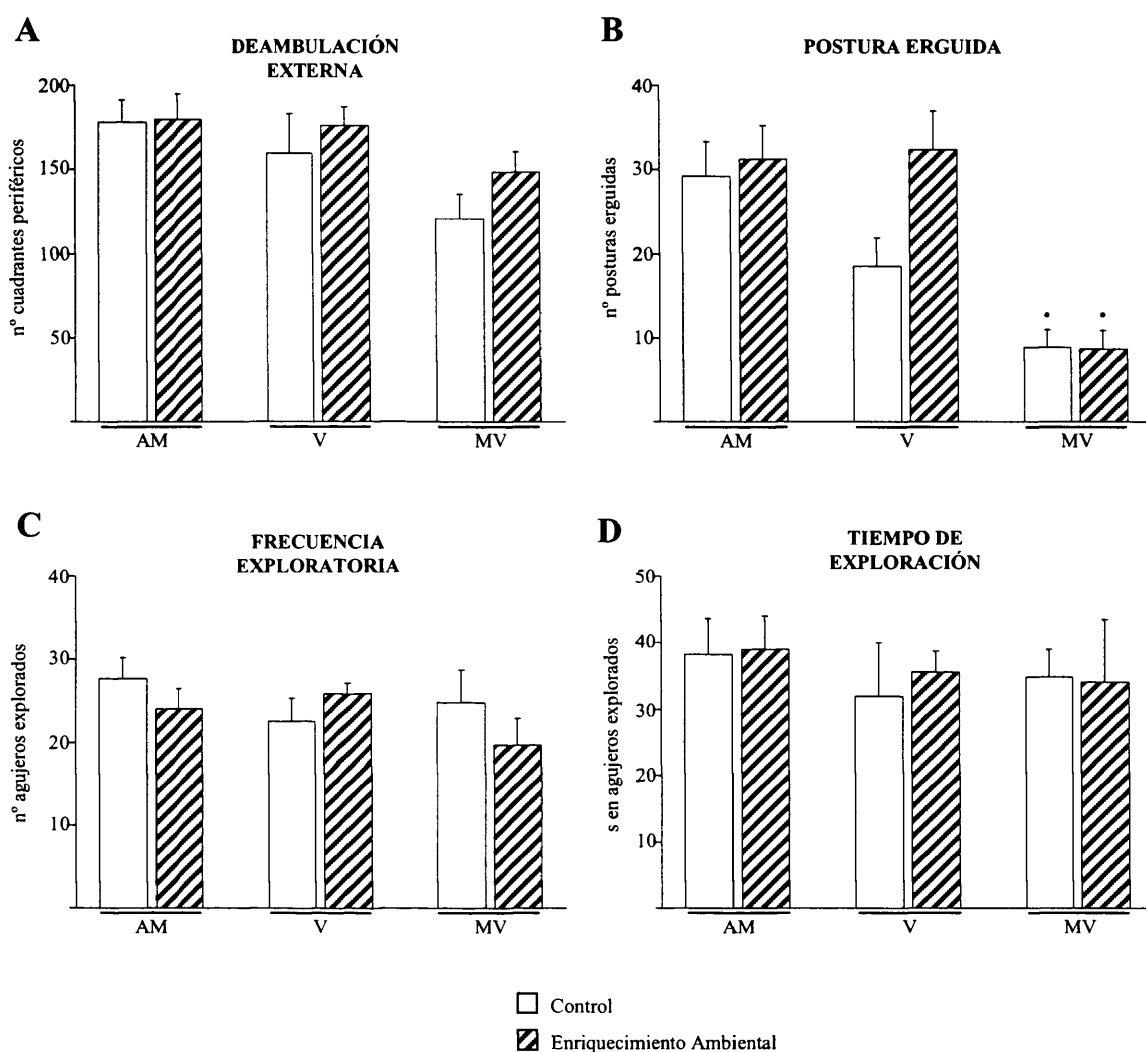 A
DEAMBULACIÓN
EXTERNA
nº cuadrantes periféricos
200
150
100
50
AM
V
MV
B
POSTURA ERGUIDA
nº posturas erguidas
40
30
20
10
AM
V
MV
C
FRECUENCIA
EXPLORATORIA
nº agujeros explorados
40
30
20
10
AM
V
MV
D
TIEMPO DE
EXPLORACIÓN
s en agujeros explorados
50
40
30
20
10
AM
V
MV
Control
Enriquecimiento Ambiental